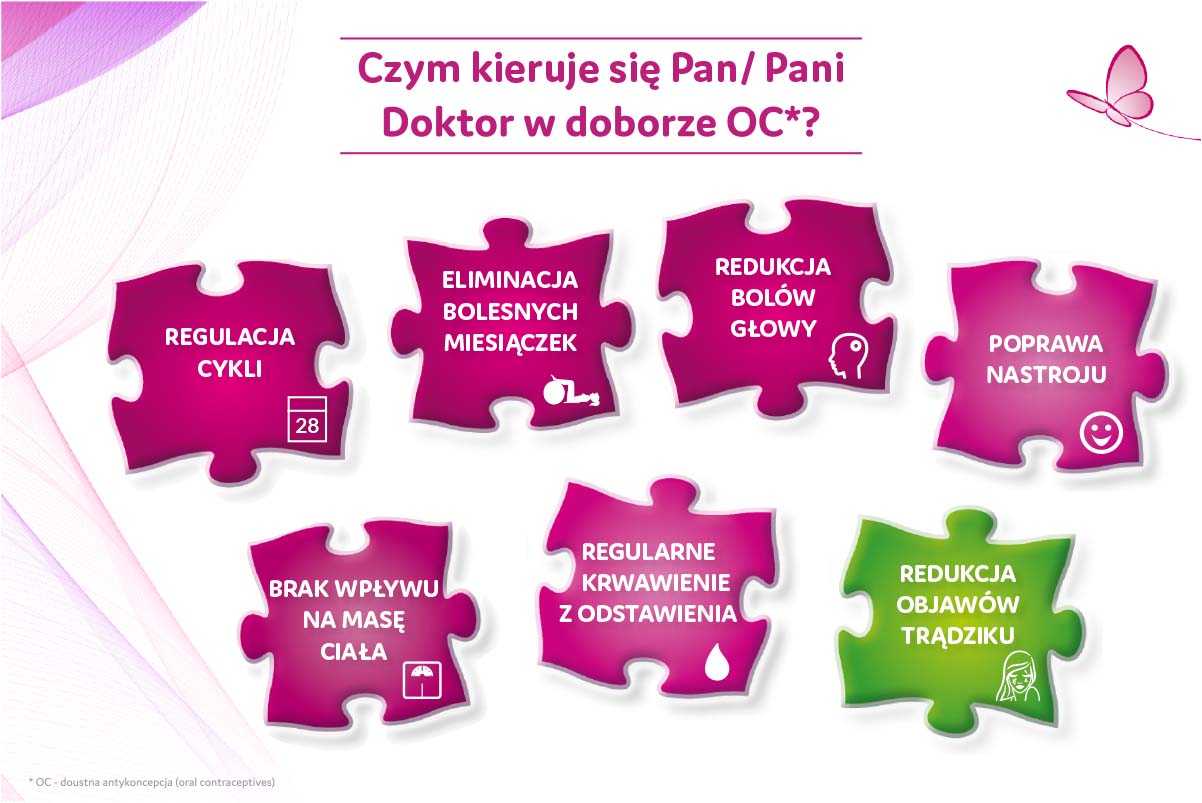 Czym kieruje się Pan/ Pani
Doktor w doborze OC*?
REGULACJA
CYKLI
28
ELIMINACJA
BOLESNYCH
MIESIĄCZEK
REDUKCJA
BOLÓW
GŁOWY
POPRAWA
NASTROJU
BRAK WPŁYWU
NA MASĘ
CIAŁA
REGULARNE
KRWAWIENIE
Z ODSTAWIENIA
REDUKCJA
OBJAWÓW
TRĄDZIKU
* OC - doustna antykoncepcja (oral contraceptives)